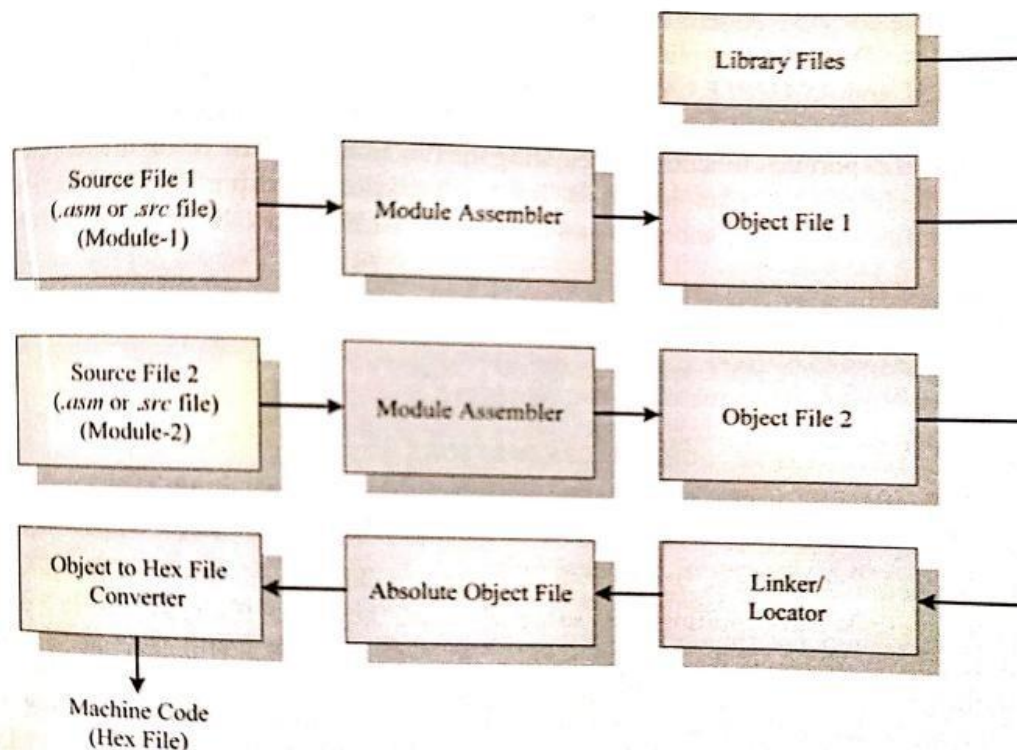 Library Files
Source File 1
(.asm or .src file)
(Module-1)
Module Assembler
Object File 1
Source File 2
(.asm or .src file)
(Module-2)
Module Assembler
Object File 2
Object to Hex File
Converter
Absolute Object File
Linker/
Locator
Machine Code
(Hex File)